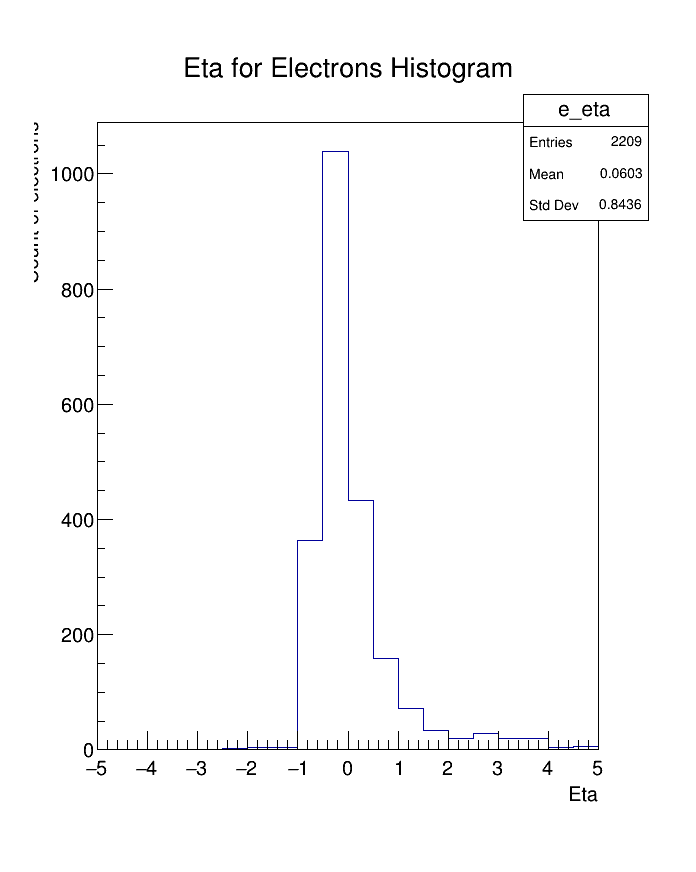 Eta for Electrons Histogram
e_eta
Entries 2209
Mean 0.0603
Std Dev 0.8436
1000
800
600
400
200
0
−5 −4 −3 −2 −1 0 1 2 3 4 5
Eta